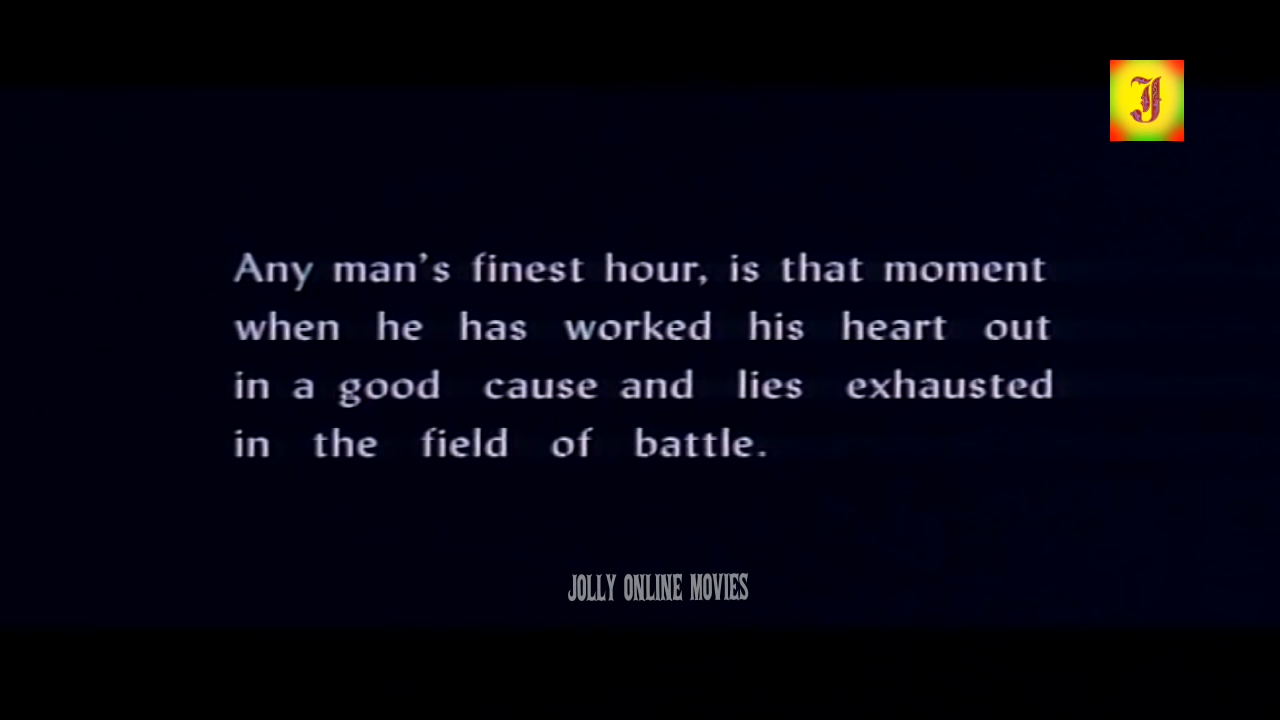 J
Any man's finest hour, is that moment
when he has worked his heart out
in a good cause and lies exhausted
in the field of battle.
JOLLY ONLINE MOVIES